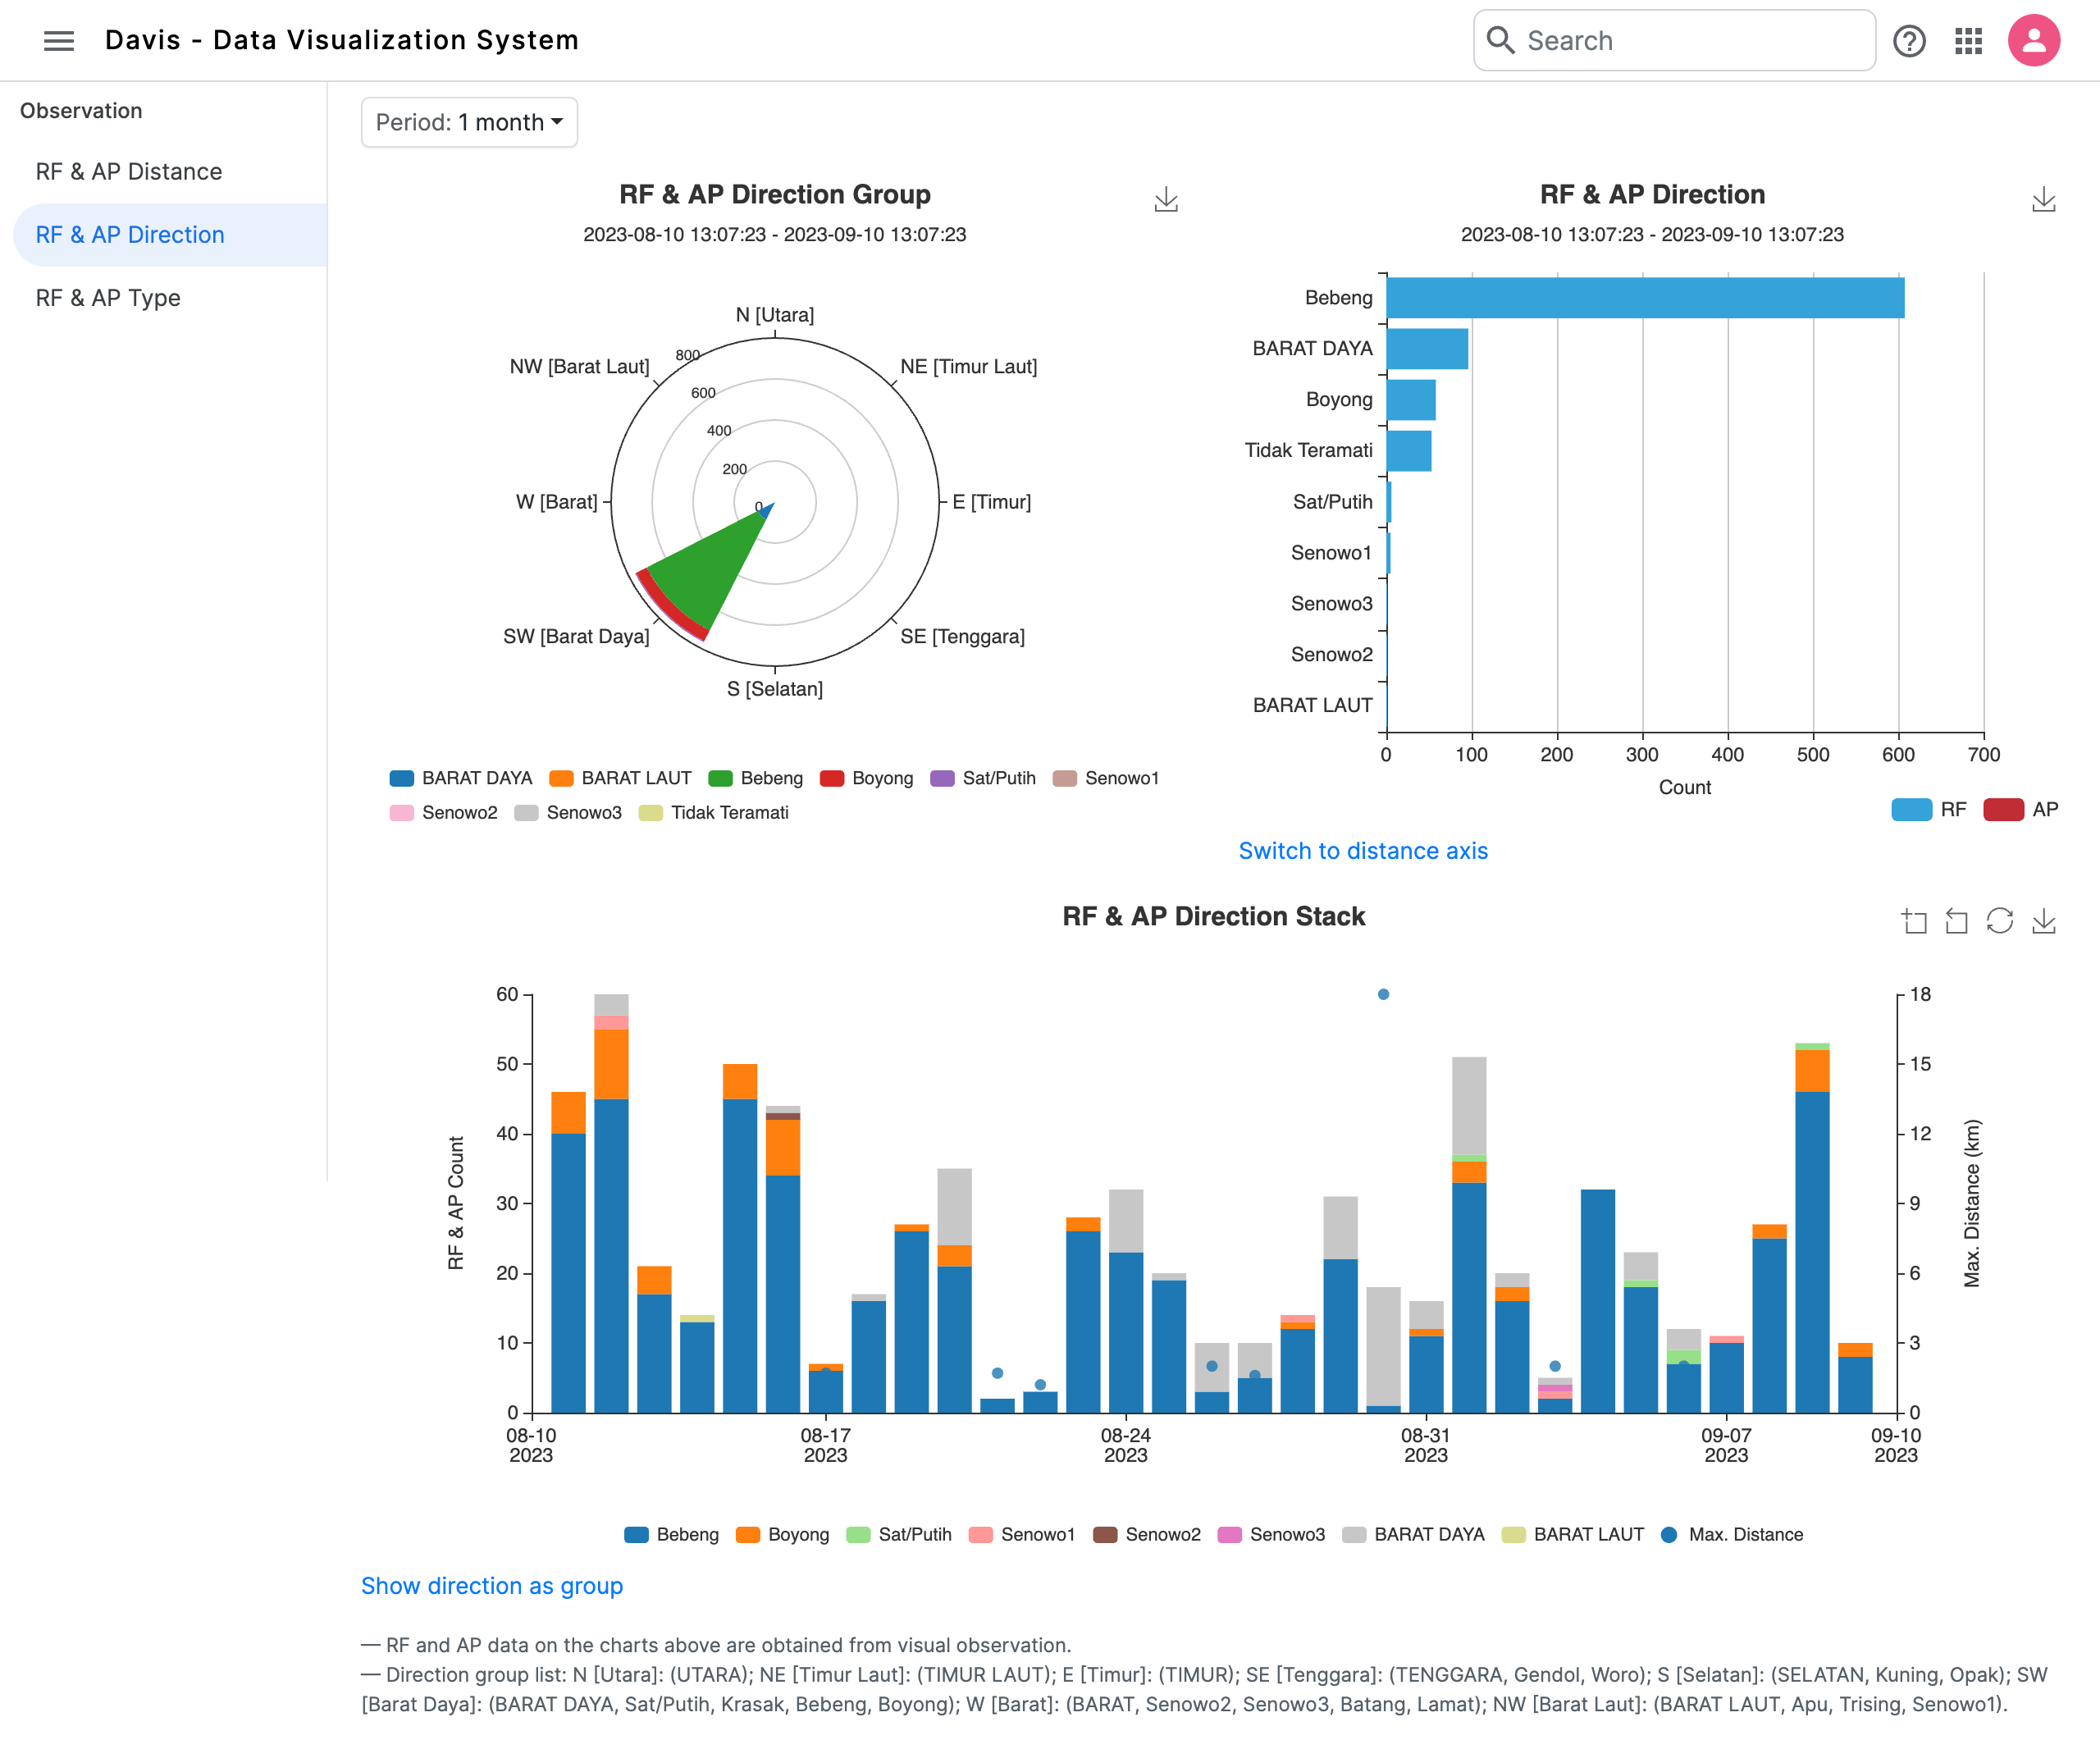 Davis - Data Visualization System
Search
Observation
RF & AP Distance
RF & AP Direction
RF & AP Type
Period: 1 month
RF & AP Direction Group
2023-08-10 13:07:23 - 2023-09-10 13:07:23
N [Utara]
NW [Barat Laut]
NE [Timur Laut]
800
600
400
200
0
W [Barat]
E [Timur]
SW [Barat Daya]
SE [Tenggara]
S [Selatan]
BARAT DAYA BARAT LAUT Bebeng Boyong Sat/Putih Senowo1
Senowo2 Senowo3 Tidak Teramati
RF & AP Direction
2023-08-10 13:07:23 - 2023-09-10 13:07:23
Bebeng
BARAT DAYA
Boyong
Tidak Teramati
Sat/Putih
Senowo1
Senowo3
Senowo2
BARAT LAUT
0 100 200 300 400 500 600 700
Count
RF AP
Switch to distance axis
RF & AP Direction Stack
60
50
40
30
20
10
0
RF & AP Count
18
15
12
9
6
3
0
Max. Distance (km)
08-10 08-17 08-24 08-31 09-07 09-10
2023 2023 2023 2023 2023 2023
Bebeng Boyong Sat/Putih Senowo1 Senowo2 Senowo3 BARAT DAYA BARAT LAUT Max. Distance
Show direction as group
— RF and AP data on the charts above are obtained from visual observation.
— Direction group list: N [Utara]: (UTARA); NE [Timur Laut]: (TIMUR LAUT); E [Timur]: (TIMUR); SE [Tenggara]: (TENGGARA, Gendol, Woro); S [Selatan]: (SELATAN, Kuning, Opak); SW
[Barat Daya]: (BARAT DAYA, Sat/Putih, Krasak, Bebeng, Boyong); W [Barat]: (BARAT, Senowo2, Senowo3, Batang, Lamat); NW [Barat Laut]: (BARAT LAUT, Apu, Trising, Senowo1).